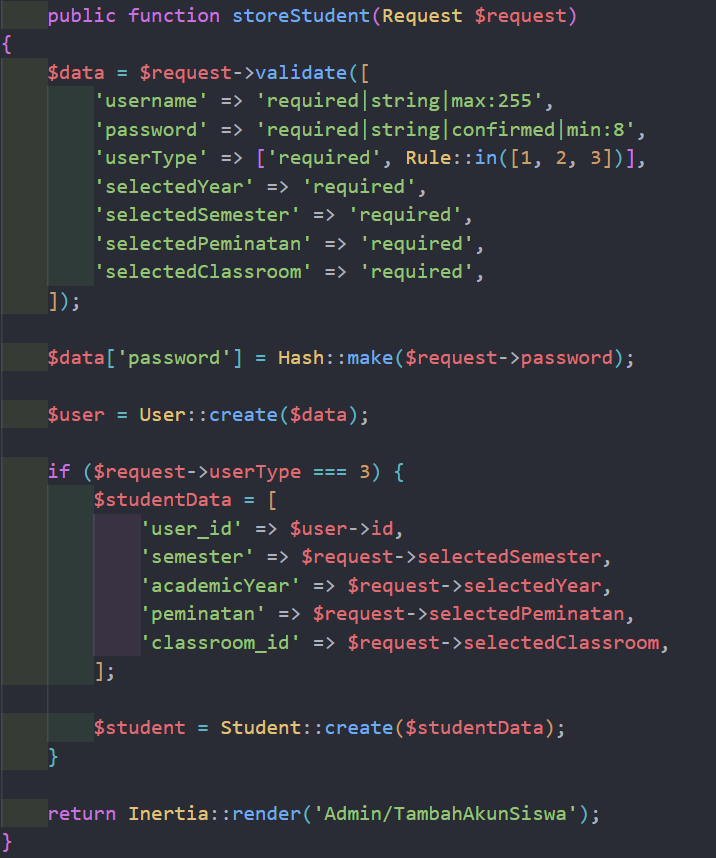 public function storeStudent(Request $request)
{
    $data = $request->validate([
        'username' => 'required|string|max:255',
        'password' => 'required|string|confirmed|min:8',
        'userType' => ['required', Rule::in([1, 2, 3])],
        'selectedYear' => 'required',
        'selectedSemester' => 'required',
        'selectedPeminatan' => 'required',
        'selectedClassroom' => 'required',
    ]);
    $data['password'] = Hash::make($request->password);
    $user = User::create($data);
    if ($request->userType === 3) {
        $studentData = [
            'user_id' => $user->id,
            'semester' => $request->selectedSemester,
            'academicYear' => $request->selectedYear,
            'peminatan' => $request->selectedPeminatan,
            'classroom_id' => $request->selectedClassroom,
        ];
        $student = Student::create($studentData);
    }
    return Inertia::render('Admin/TambahAkunSiswa');
}